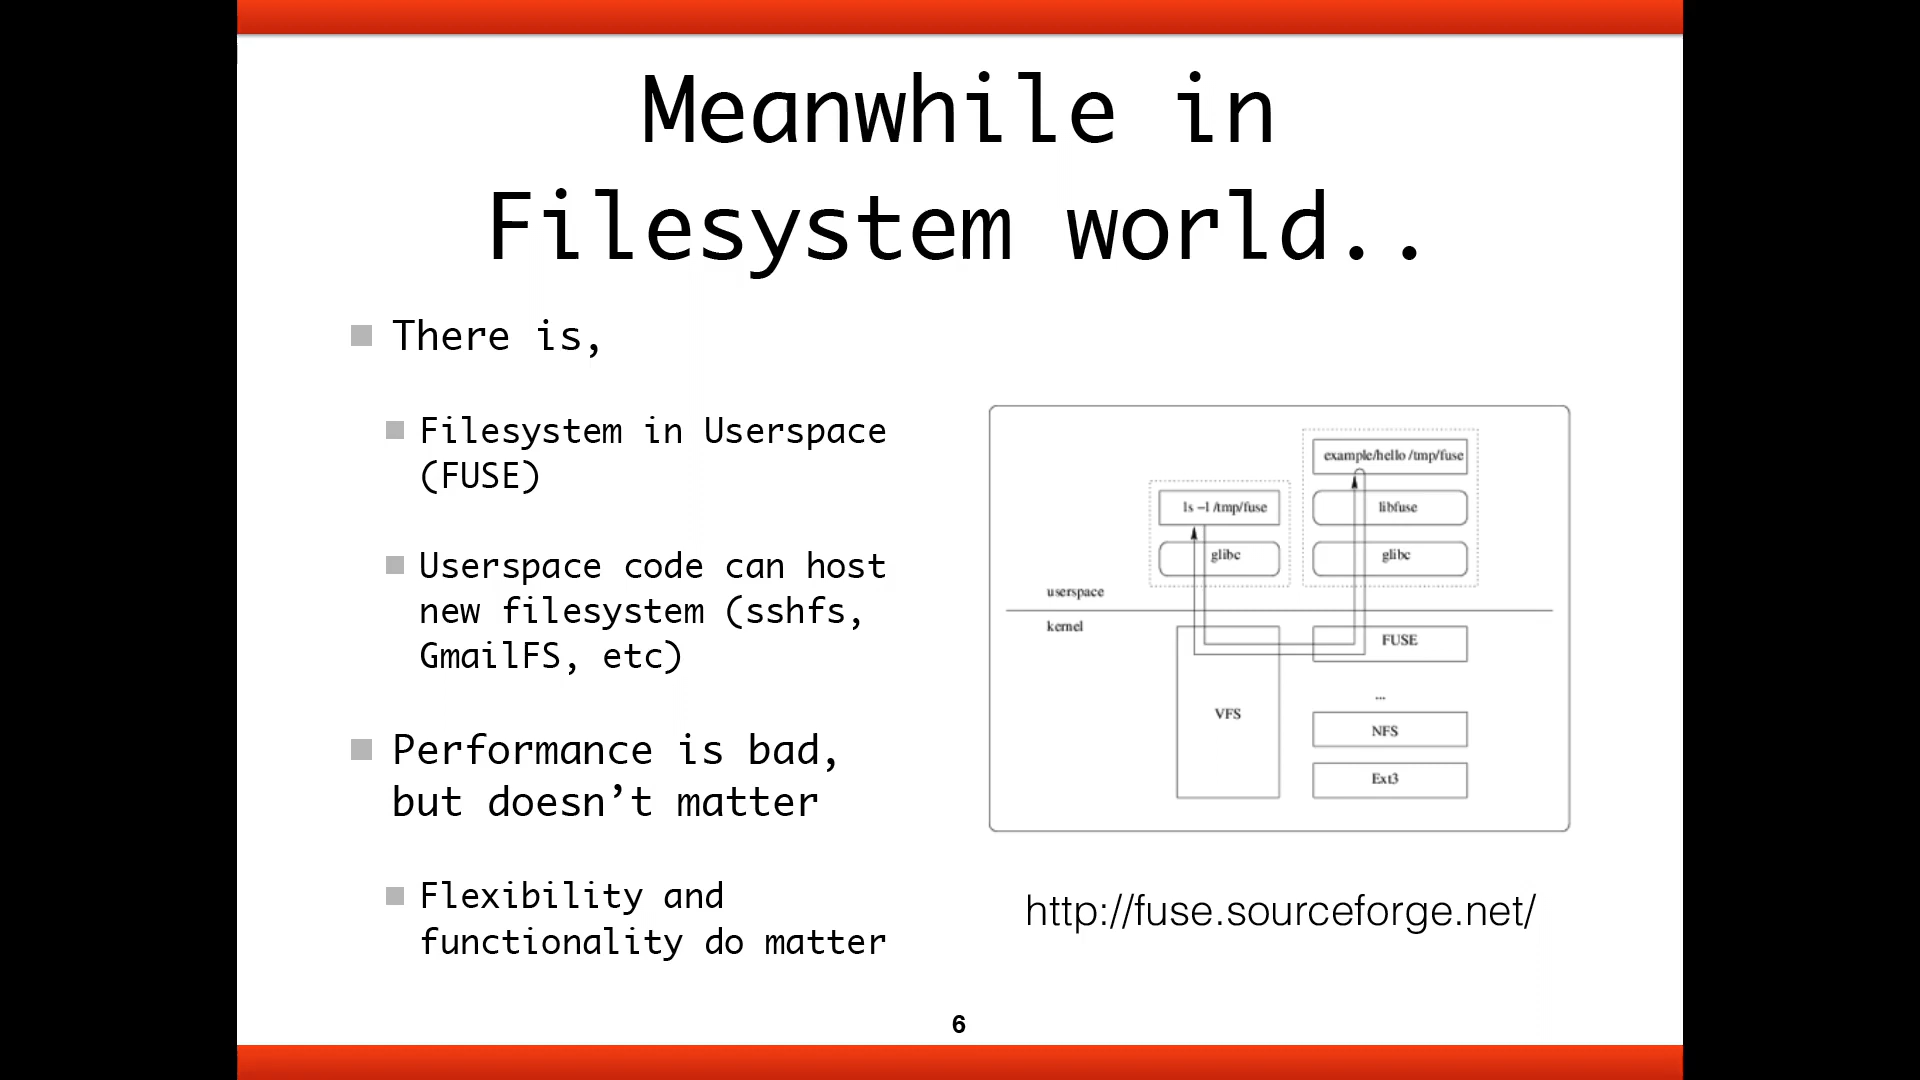 Meanwhile in
Filesystem world..
There is,
Filesystem in Userspace
(FUSE)
Userspace code can host
new filesystem (sshfs,
GmailFS, etc)
Performance is bad,
but doesn’t matter
Flexibility and
functionality do matter
example/hello /tmp/fuse
ls –l /tmp/fuse
libfuse
glibc
glibc
userspace
kernel
FUSE
...
VFS
NFS
Ext3
http://fuse.sourceforge.net/
6